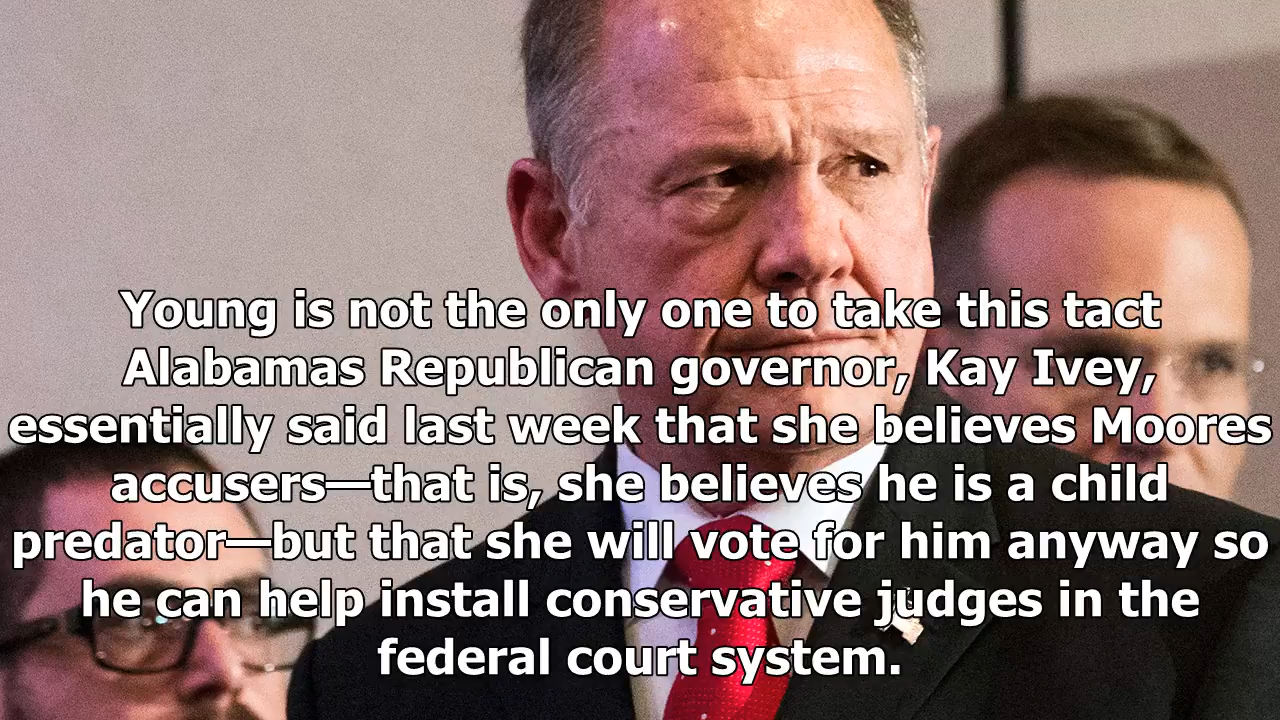 Young is not the only one to take this tact
Alabamas Republican governor, Kay Ivey,
essentially said last week that she believes Moores
accusers—that is, she believes he is a child
predator—but that she will vote for him anyway so
he can help install conservative judges in the
federal court system.